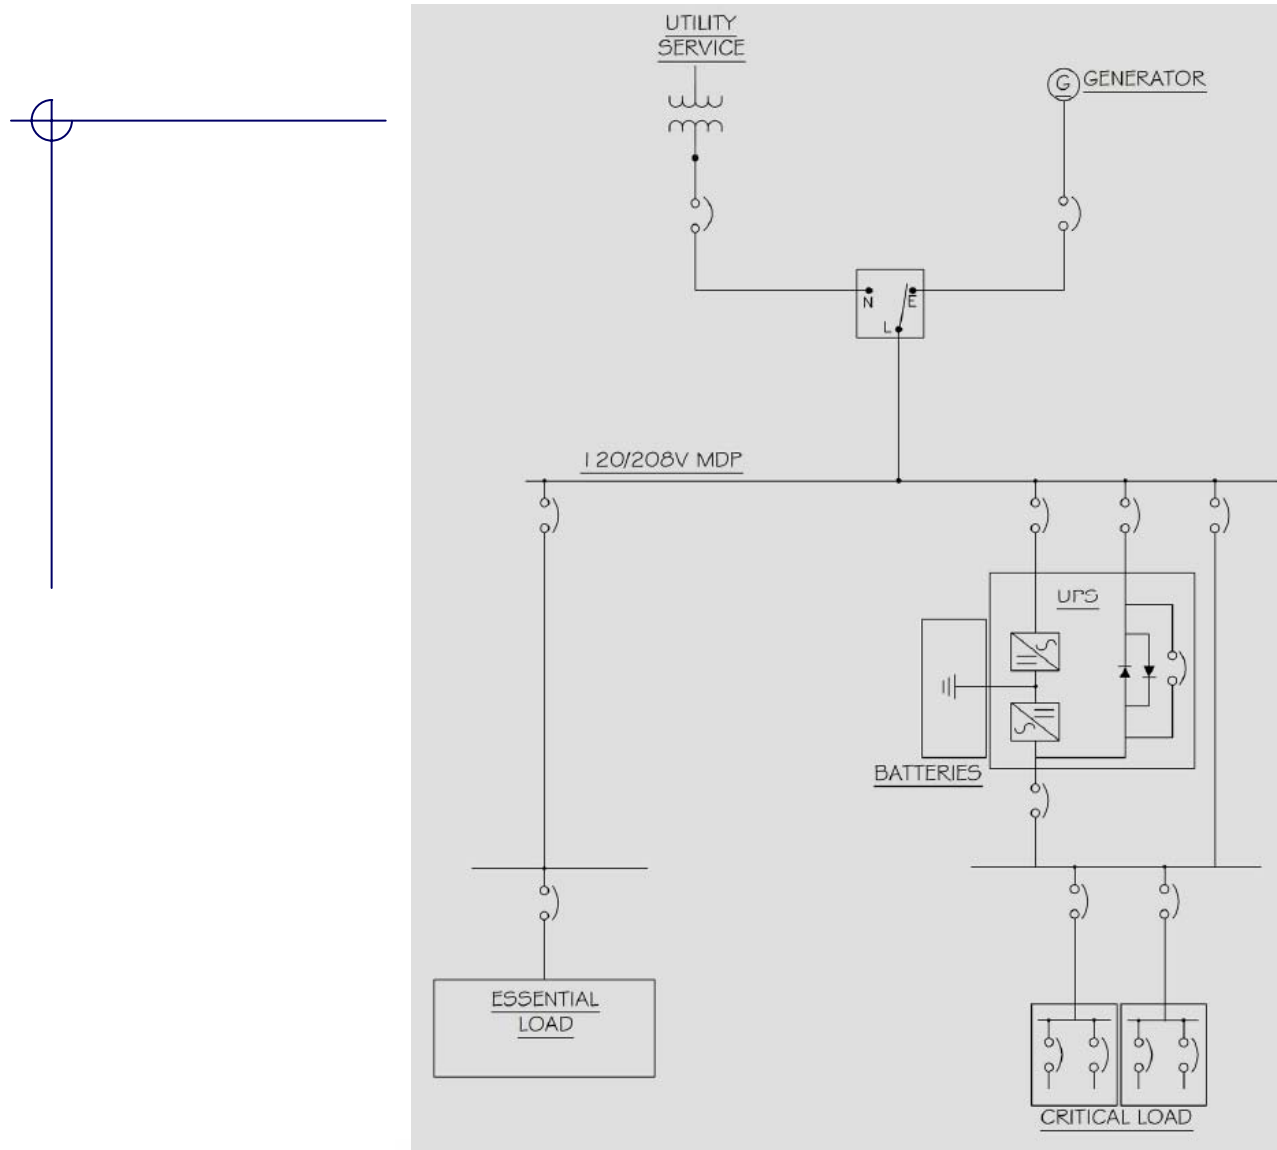 UTILITY
SERVICE
G GENERATOR
N E
L
120/208V MDP
UPS
BATTERIES
ESSENTIAL
LOAD
CRITICAL LOAD